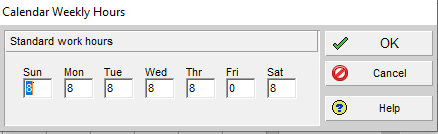 Calendar Weekly Hours
Standard work hours
Sun Mon Tue Wed Thr Fri Sat
8 8 8 8 8 0 8
OK
Cancel
Help